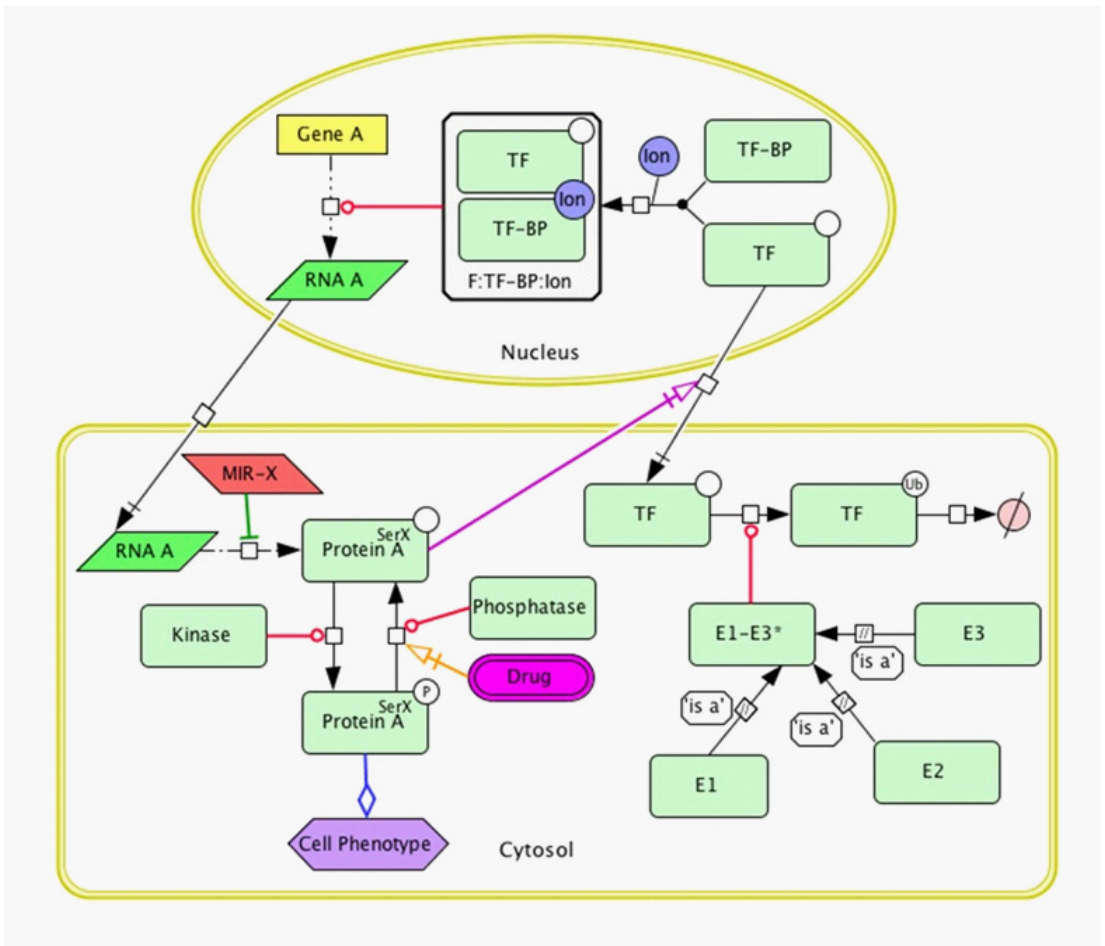 Gene A
TF
Ion
TF-BP
F:TF-BP:Ion
Ion
TF-BP
TF
RNA A
Nucleus
MIR-X
RNA A
SerX
Protein A
TF
Ub
TF
Kinase
Phosphatase
Drug
P
SerX
Protein A
E1-E3*
E3
'is a'
'is a'
'is a'
E1
E2
Cell Phenotype
Cytosol